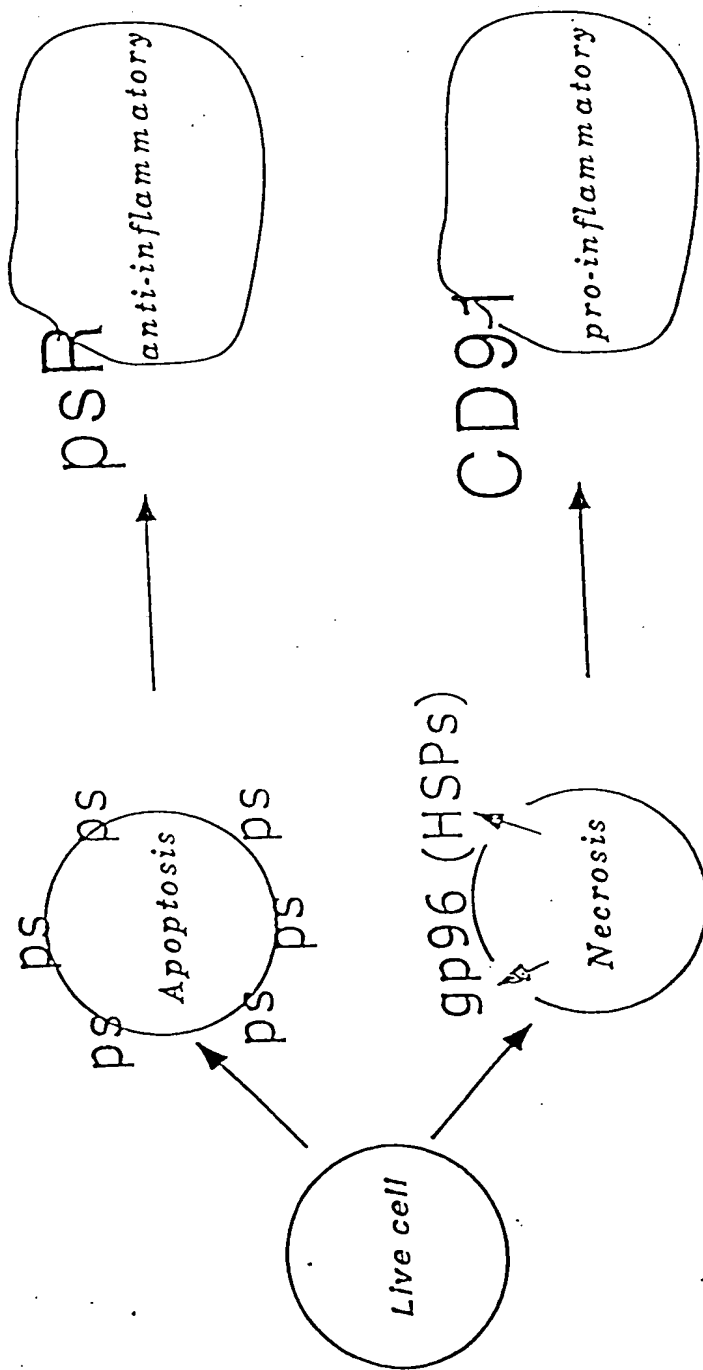 Live cell
ps
ps
ps
Apoptosis
ps
ps
ps
psR
anti-inflammatory
gp96 (HSPs)
Necrosis
CD91
pro-inflammatory